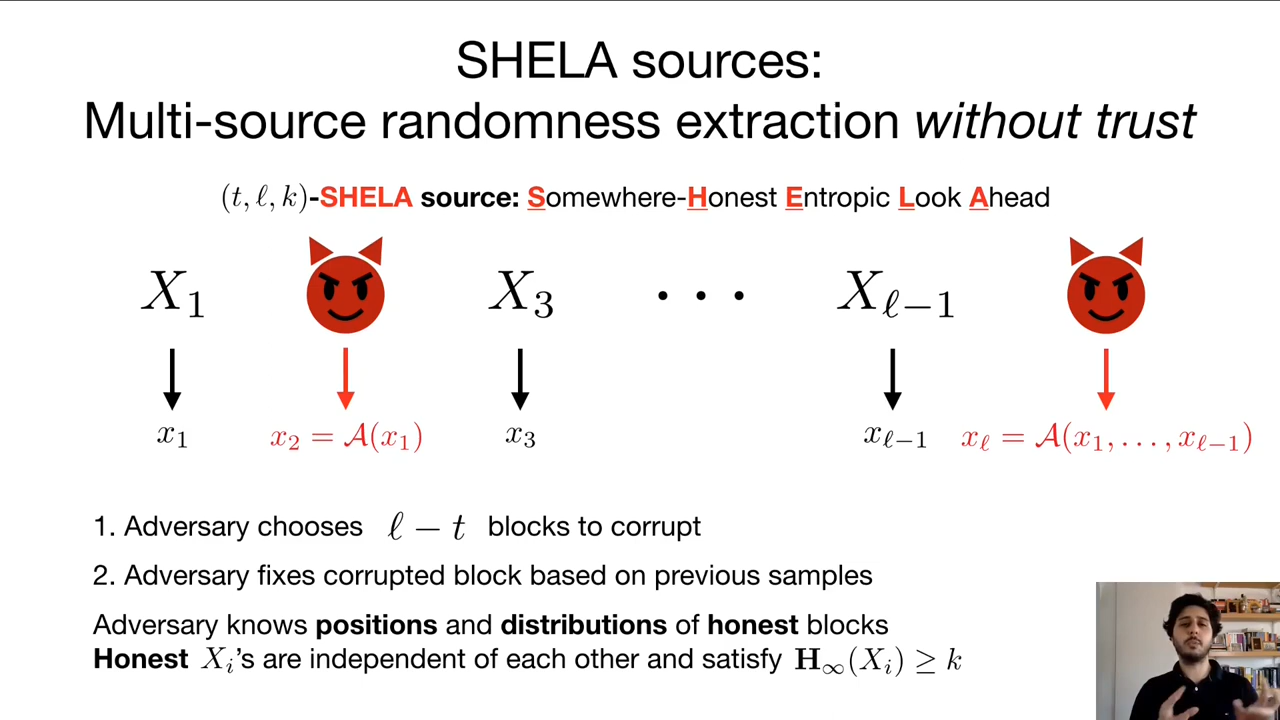 SHELA sources:
Multi-source randomness extraction without trust
(t, ℓ, k)-SHELA source: Somewhere-Honest Entropic Look Ahead
X₁ X₃ · · · X_{ℓ−1}
x₁ x₂ = A(x₁) x₃ x_{ℓ−1} x_ℓ = A(x₁, . . . , x_{ℓ−1})
1. Adversary chooses ℓ − t blocks to corrupt
2. Adversary fixes corrupted block based on previous samples
Adversary knows positions and distributions of honest blocks
Honest X_i's are independent of each other and satisfy H_∞(X_i) ≥ k